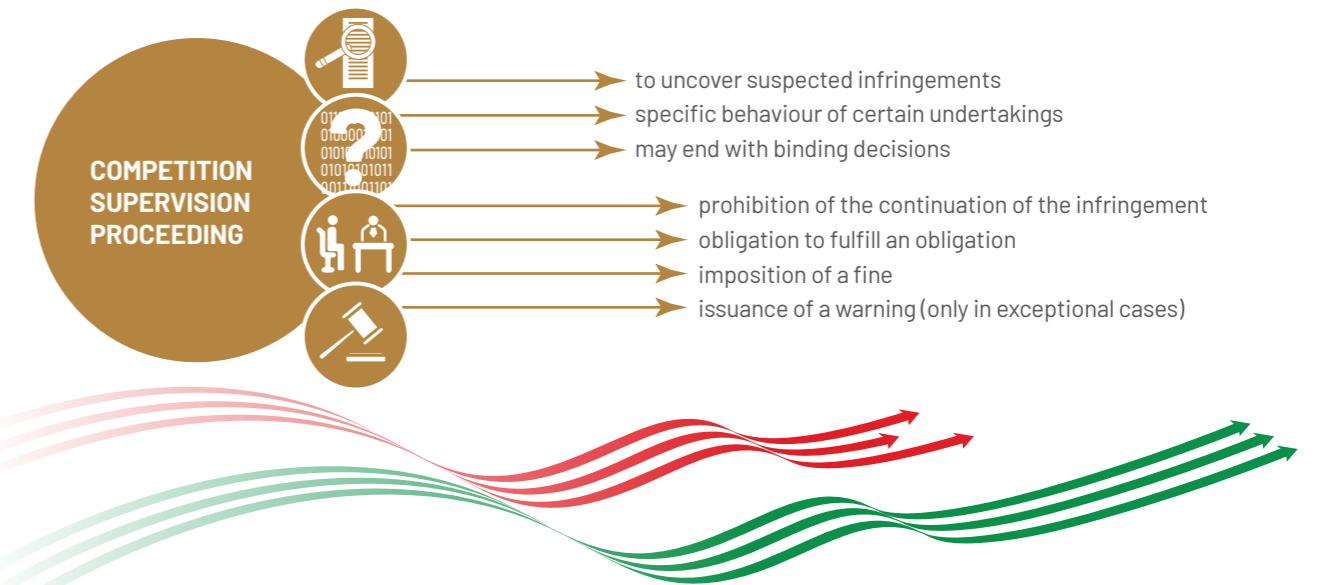 COMPETITION
SUPERVISION
PROCEEDING
to uncover suspected infringements
specific behaviour of certain undertakings
may end with binding decisions
prohibition of the continuation of the infringement
obligation to fulfill an obligation
imposition of a fine
issuance of a warning (only in exceptional cases)